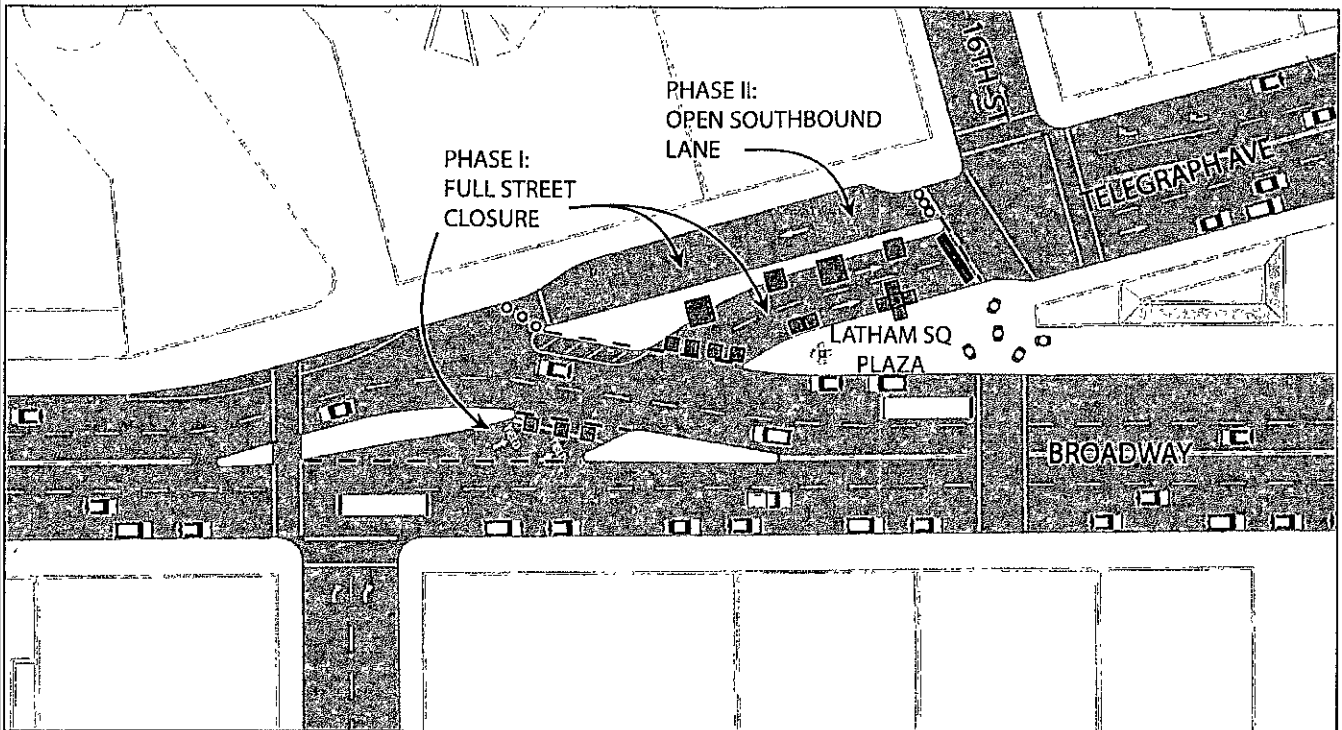 16TH ST
PHASE II:
OPEN SOUTHBOUND
LANE
PHASE I:
FULL STREET
CLOSURE
TELEGRAPH AVE
LATHAM SQ
PLAZA
BROADWAY